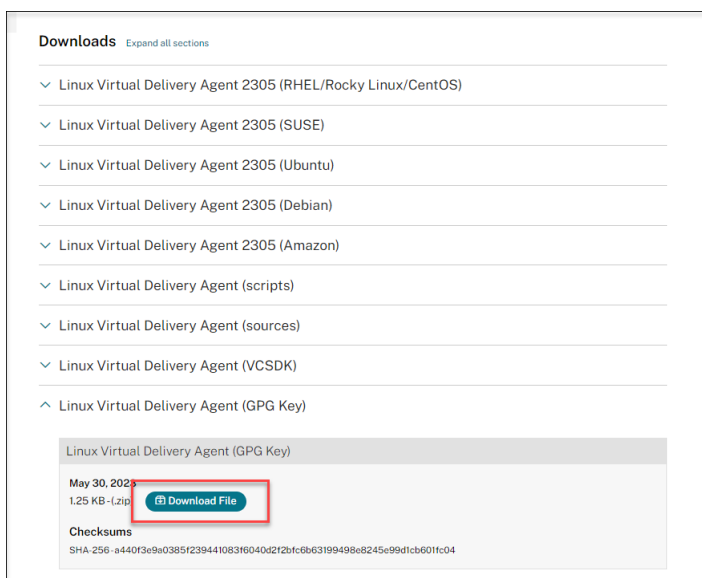 Downloads Expand all sections
Linux Virtual Delivery Agent 2305 (RHEL/Rocky Linux/CentOS)
Linux Virtual Delivery Agent 2305 (SUSE)
Linux Virtual Delivery Agent 2305 (Ubuntu)
Linux Virtual Delivery Agent 2305 (Debian)
Linux Virtual Delivery Agent 2305 (Amazon)
Linux Virtual Delivery Agent (scripts)
Linux Virtual Delivery Agent (sources)
Linux Virtual Delivery Agent (VCSDK)
Linux Virtual Delivery Agent (GPG Key)
Linux Virtual Delivery Agent (GPG Key)
May 30, 2023
1.25 KB - (.zip) Download File
Checksums
SHA-256 - a440f3e9a0385f239441083f6040d2f2bfc6b63199498e8245e99d1cb601fc04